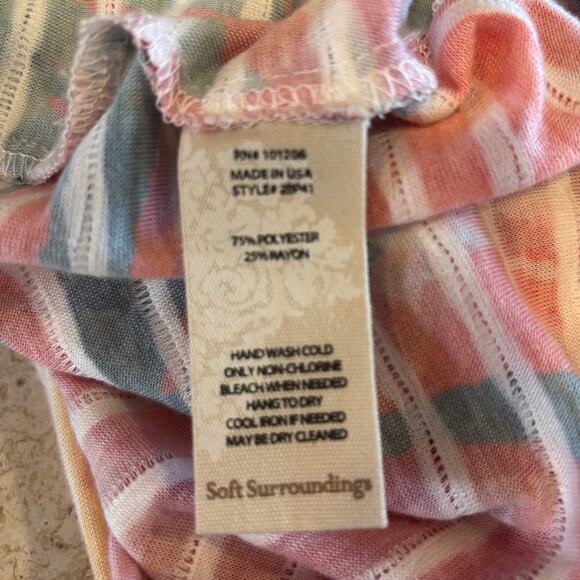 RN# 101206
MADE IN USA
STYLE# 2BP41
75% POLYESTER
25% RAYON
HAND WASH COLD
ONLY NON-CHLORINE
BLEACH WHEN NEEDED
HANG TO DRY
COOL IRON IF NEEDED
MAY BE DRY CLEANED
Soft Surroundings